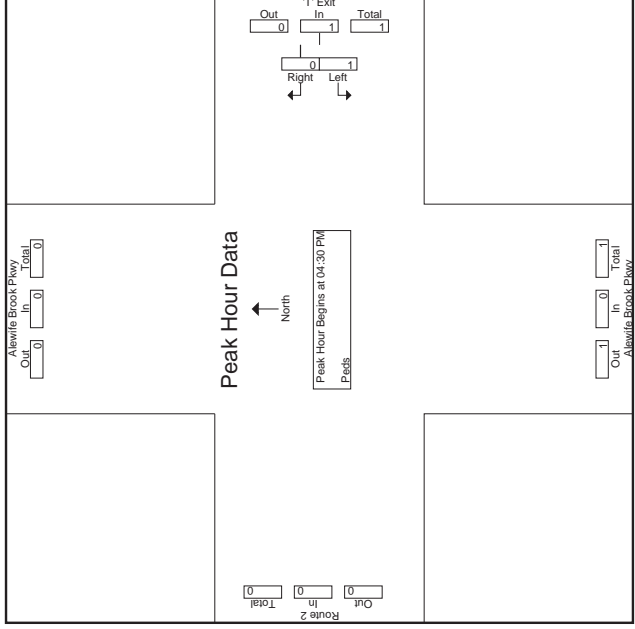 'T' Exit
Out In Total
0 1 1
0 1
Right Left
Alewife Brook Pkwy
Out In Total
0 0 0
Peak Hour Data
North
Peak Hour Begins at 04:30 PM
Peds
Out In Total
1 0 1
Alewife Brook Pkwy
Route 2
Out In Total
0 0 0